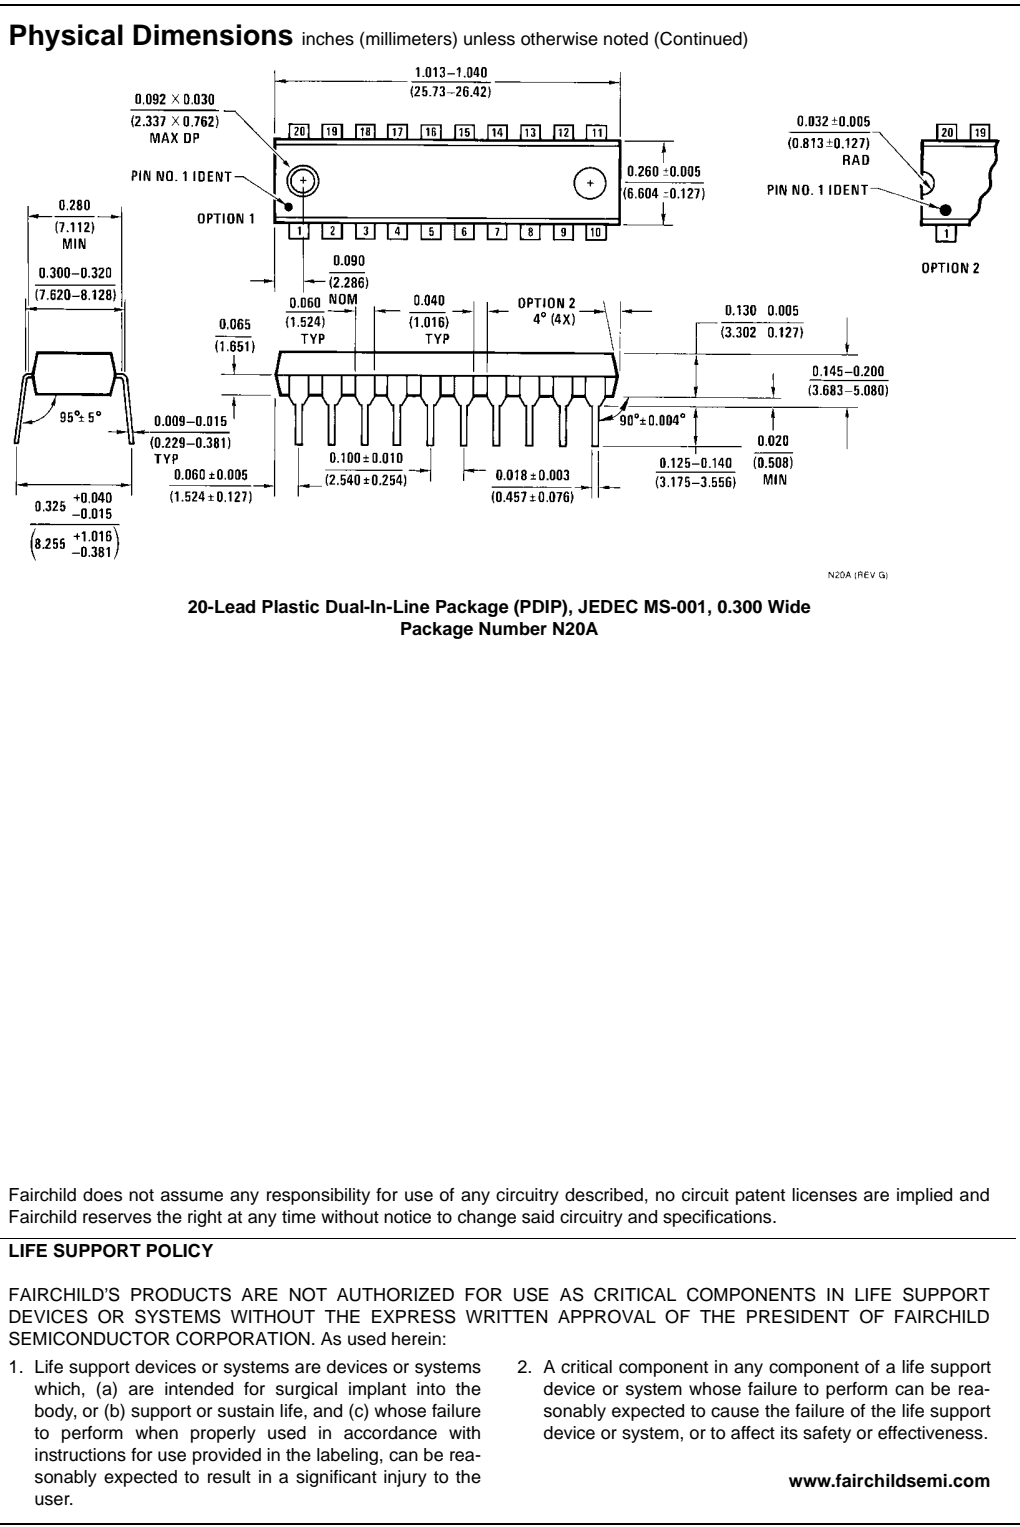 Physical Dimensions inches (millimeters) unless otherwise noted (Continued)
1.013–1.040
(25.73–26.42)
0.092 × 0.030
(2.337 × 0.762)
MAX DP
20 19 18 17 16 15 14 13 12 11
0.032 ±0.005
(0.813 ±0.127)
RAD
20 19
PIN NO. 1 IDENT
0.260 ±0.005
(6.604 ±0.127)
PIN NO. 1 IDENT
OPTION 1
1 2 3 4 5 6 7 8 9 10
1
OPTION 2
0.280
(7.112)
MIN
0.300–0.320
(7.620–8.128)
0.090
(2.286)
NOM
0.060
(1.524)
TYP
0.040
(1.016)
TYP
OPTION 2
4° (4X)
0.130 0.005
(3.302 0.127)
0.065
(1.651)
0.145–0.200
(3.683–5.080)
95°± 5°
0.009–0.015
(0.229–0.381)
TYP
90°±0.004°
0.020
(0.508)
MIN
0.125–0.140
(3.175–3.556)
0.100 ±0.010
(2.540 ±0.254)
0.018 ±0.003
(0.457 ±0.076)
0.060 ±0.005
(1.524 ±0.127)
0.325 +0.040 –0.015
(8.255 +1.016 –0.381)
N20A (REV G)
20-Lead Plastic Dual-In-Line Package (PDIP), JEDEC MS-001, 0.300 Wide
Package Number N20A
Fairchild does not assume any responsibility for use of any circuitry described, no circuit patent licenses are implied and
Fairchild reserves the right at any time without notice to change said circuitry and specifications.
LIFE SUPPORT POLICY
FAIRCHILD'S PRODUCTS ARE NOT AUTHORIZED FOR USE AS CRITICAL COMPONENTS IN LIFE SUPPORT
DEVICES OR SYSTEMS WITHOUT THE EXPRESS WRITTEN APPROVAL OF THE PRESIDENT OF FAIRCHILD
SEMICONDUCTOR CORPORATION. As used herein:
1. Life support devices or systems are devices or systems
which, (a) are intended for surgical implant into the
body, or (b) support or sustain life, and (c) whose failure
to perform when properly used in accordance with
instructions for use provided in the labeling, can be rea-
sonably expected to result in a significant injury to the
user.
2. A critical component in any component of a life support
device or system whose failure to perform can be rea-
sonably expected to cause the failure of the life support
device or system, or to affect its safety or effectiveness.
www.fairchildsemi.com